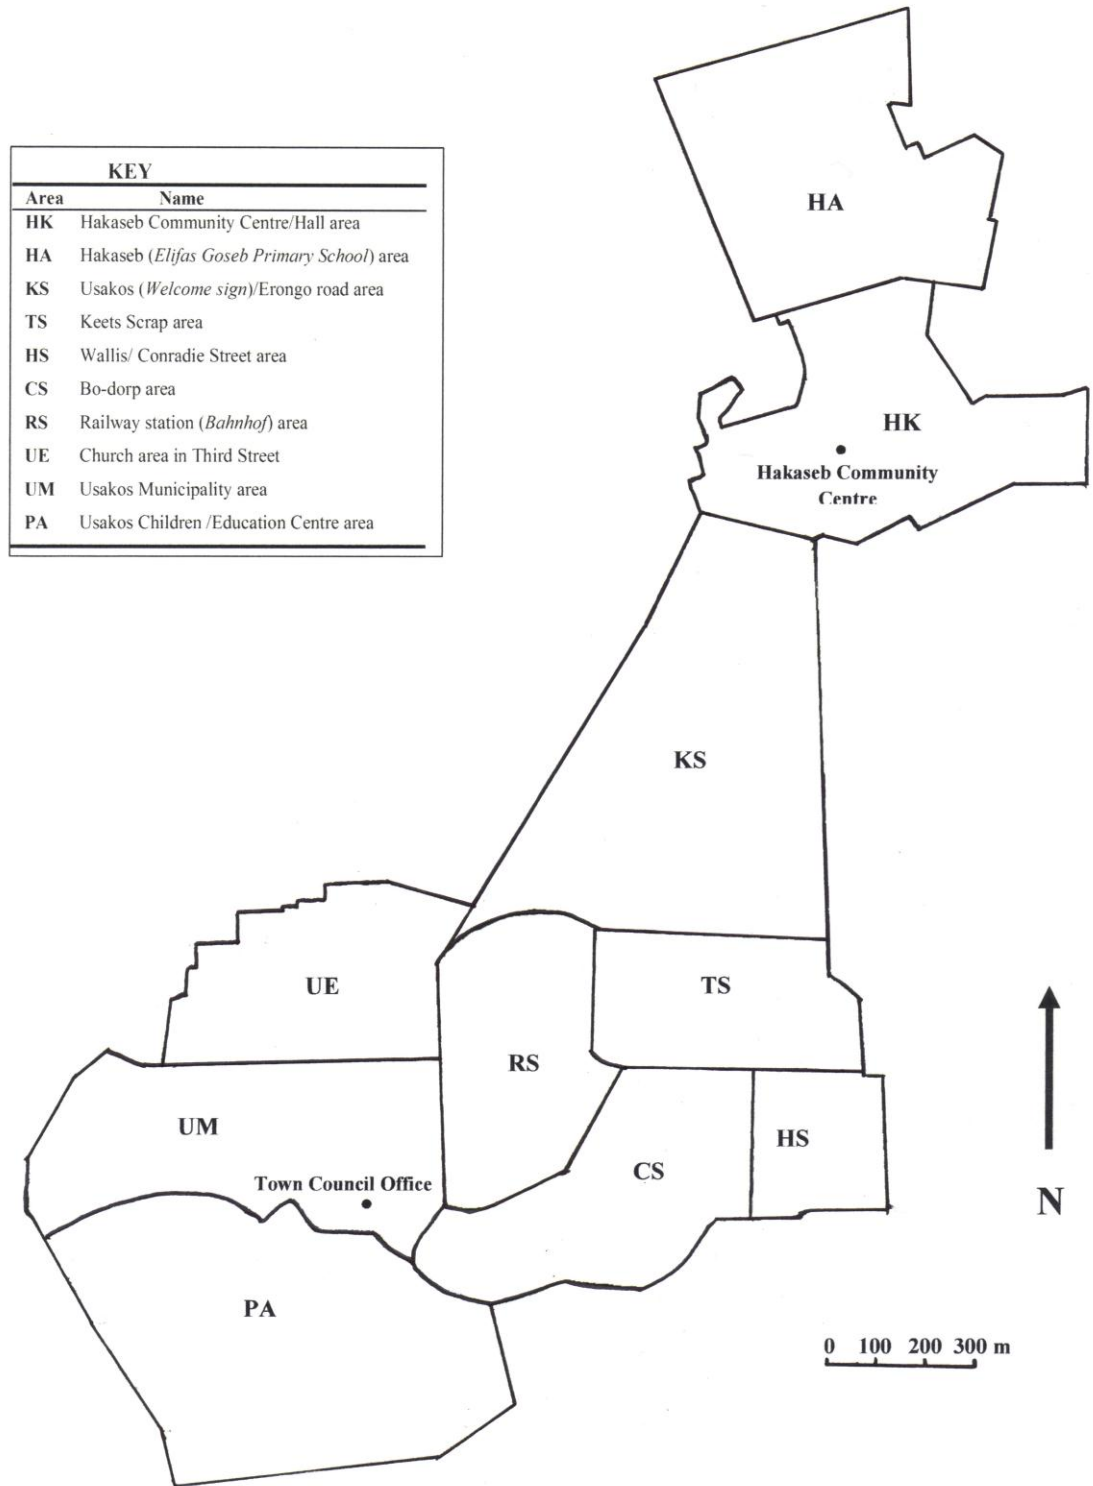 KEY
Area Name
HK Hakaseb Community Centre/Hall area
HA Hakaseb (Elifas Goseb Primary School) area
KS Usakos (Welcome sign)/Erongo road area
TS Keets Scrap area
HS Wallis/ Conradie Street area
CS Bo-dorp area
RS Railway station (Bahnhof) area
UE Church area in Third Street
UM Usakos Municipality area
PA Usakos Children /Education Centre area
HA
HK
Hakaseb Community
Centre
KS
UE
TS
RS
UM
HS
CS
Town Council Office
N
PA
0 100 200 300 m